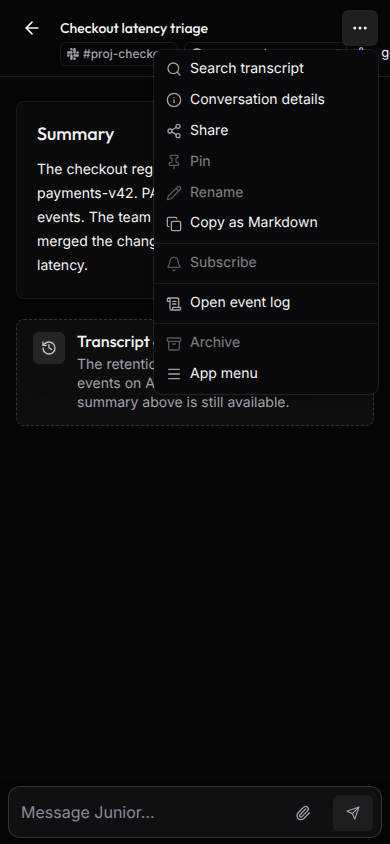 Checkout latency triage
#proj-checko
g
Search transcript
Conversation details
Share
Pin
Rename
Copy as Markdown
Subscribe
Open event log
Archive
App menu
Summary
The checkout reg
payments-v42. PA
events. The team
merged the chang
latency.
Transcript
The retentio
events on A
summary above is still available.
Message Junior...